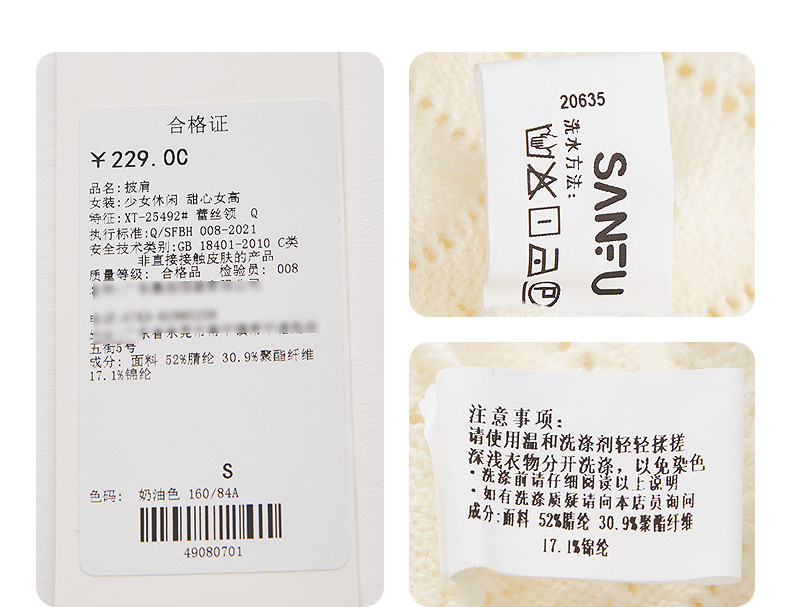 合格证
￥229.00
品名:披肩
女装:少女休闲 甜心女高
特征:XT-25492# 蕾丝领 Q
执行标准:Q/SFBH 008-2021
安全技术类别:GB 18401-2010 C类
非直接接触皮肤的产品
质量等级: 合格品 检验员: 008
五街5号
成分: 面料 52%腈纶 30.9%聚酯纤维
17.1%锦纶
S
色码: 奶油色 160/84A
49080701
20635
洗水方法:
SANFU
注意事项:
请使用温和洗涤剂轻轻揉搓
深浅衣物分开洗涤，以免染色
·洗涤前请仔细阅读以上说明
·如有洗涤质疑请向本店员询问
成分:面料 52%腈纶 30.9%聚酯纤维
17.1%锦纶